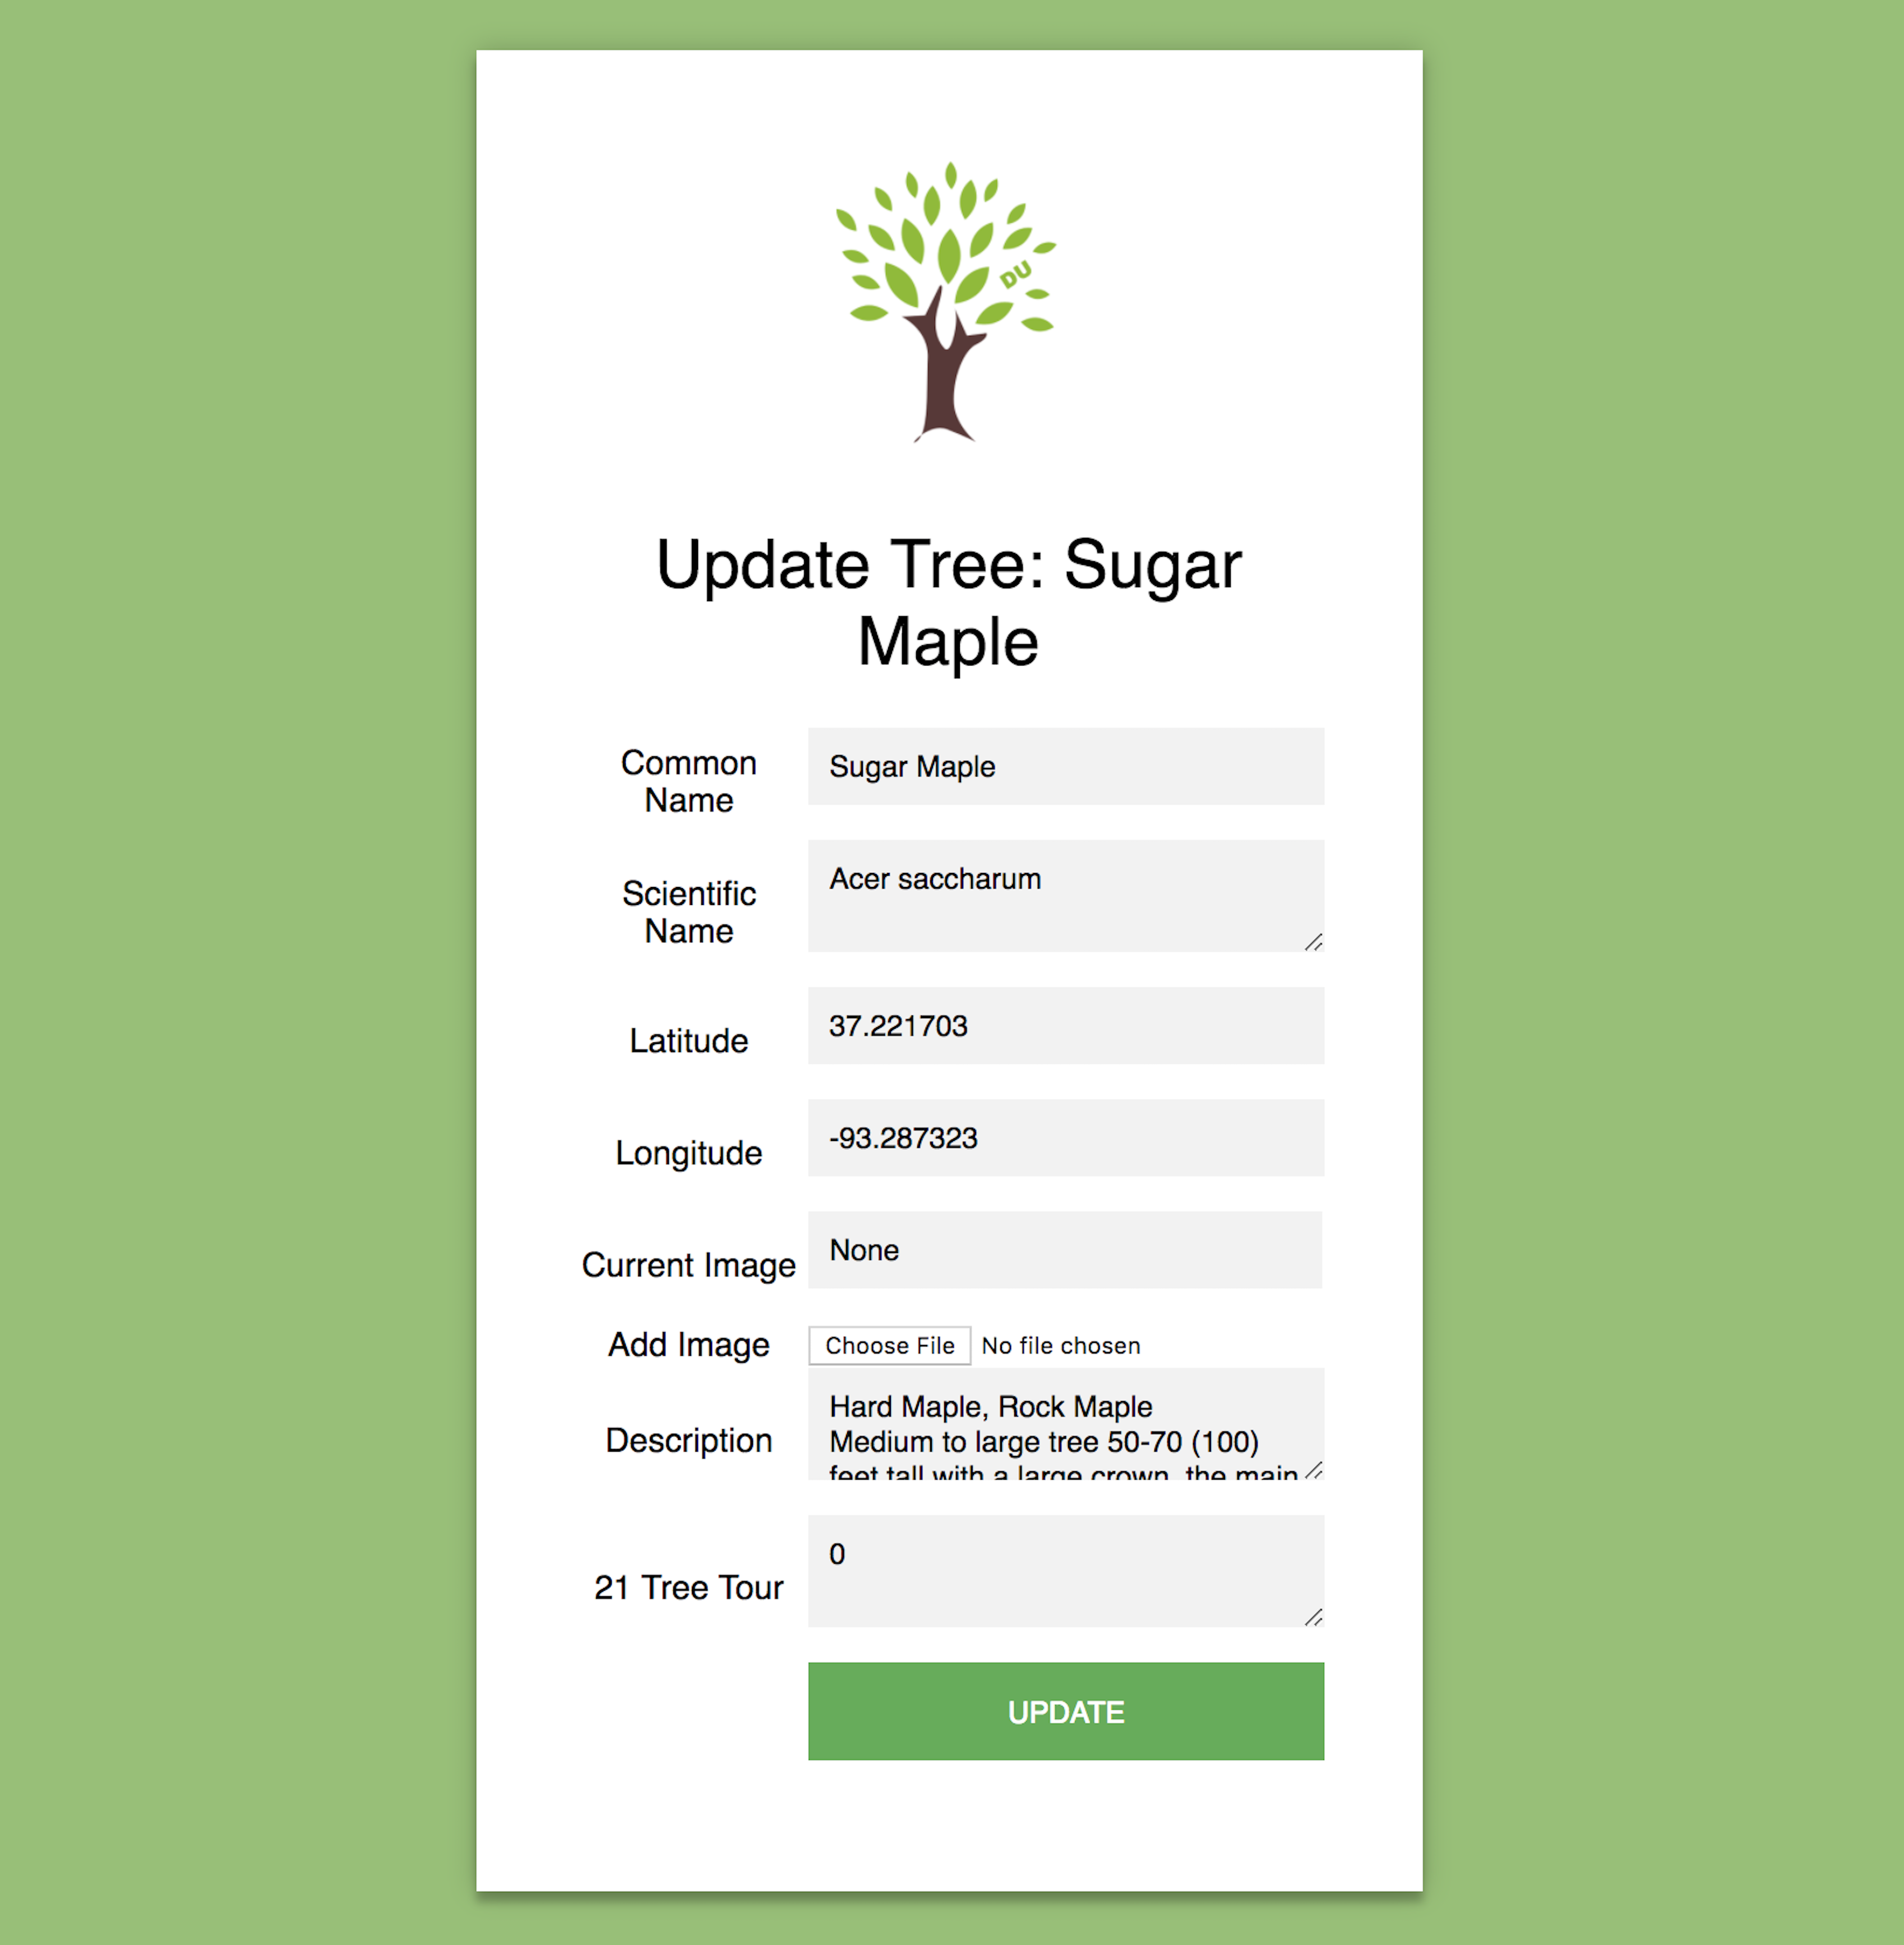 DU
Update Tree: Sugar
Maple
Common
Name
Sugar Maple
Scientific
Name
Acer saccharum
Latitude
37.221703
Longitude
-93.287323
Current Image
None
Add Image
Choose File No file chosen
Description
Hard Maple, Rock Maple
Medium to large tree 50-70 (100)
feet tall with a large crown, the main
21 Tree Tour
0
UPDATE